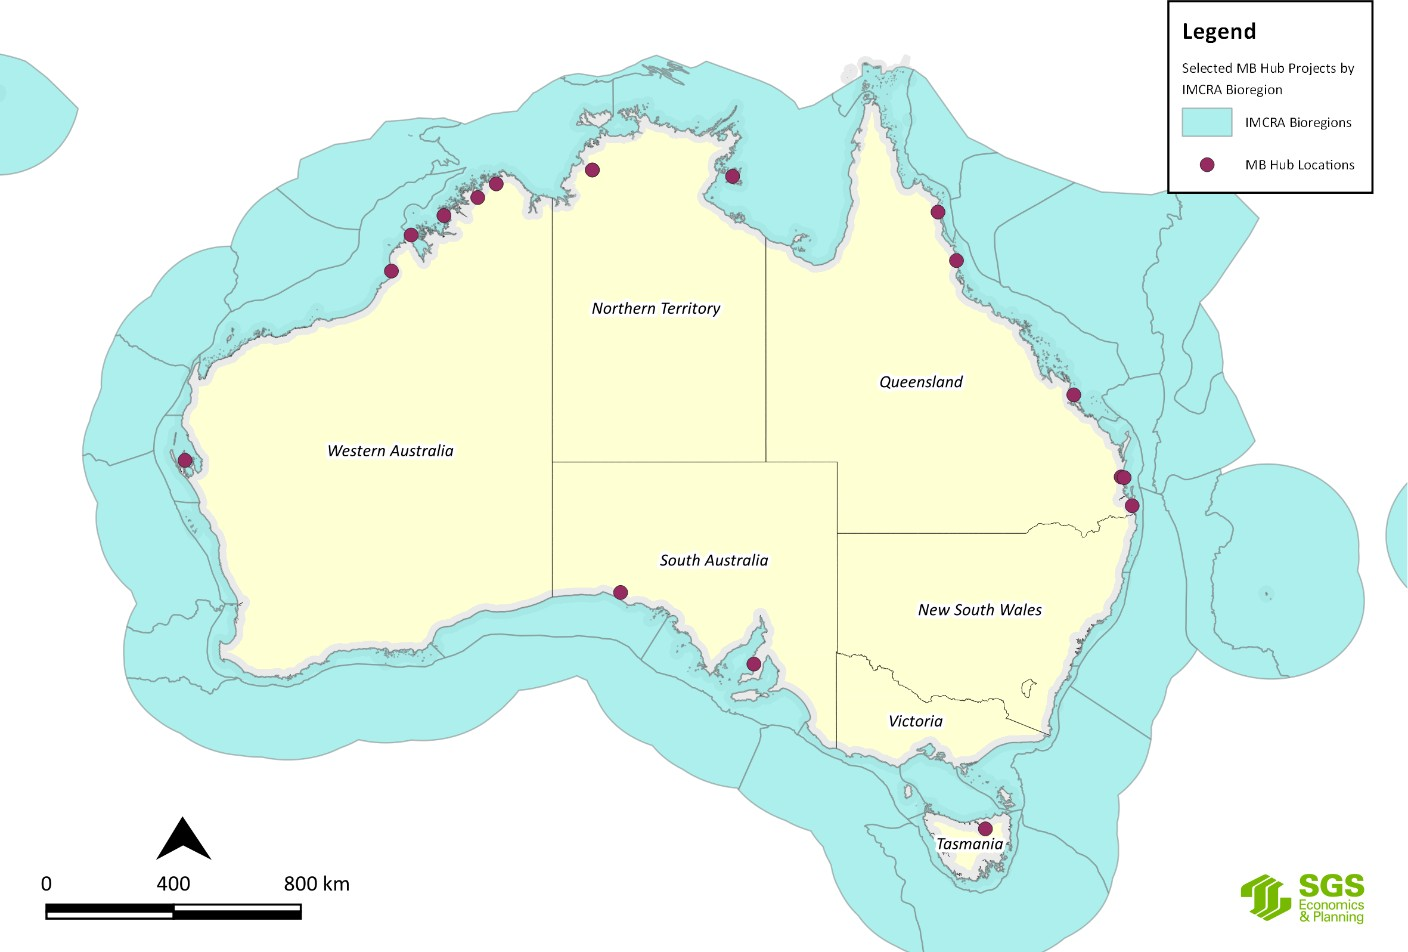 Legend
Selected MB Hub Projects by
IMCRA Bioregion
IMCRA Bioregions
MB Hub Locations
Northern Territory
Queensland
Western Australia
South Australia
New South Wales
Victoria
Tasmania
0 400 800 km
SGS
Economics
& Planning